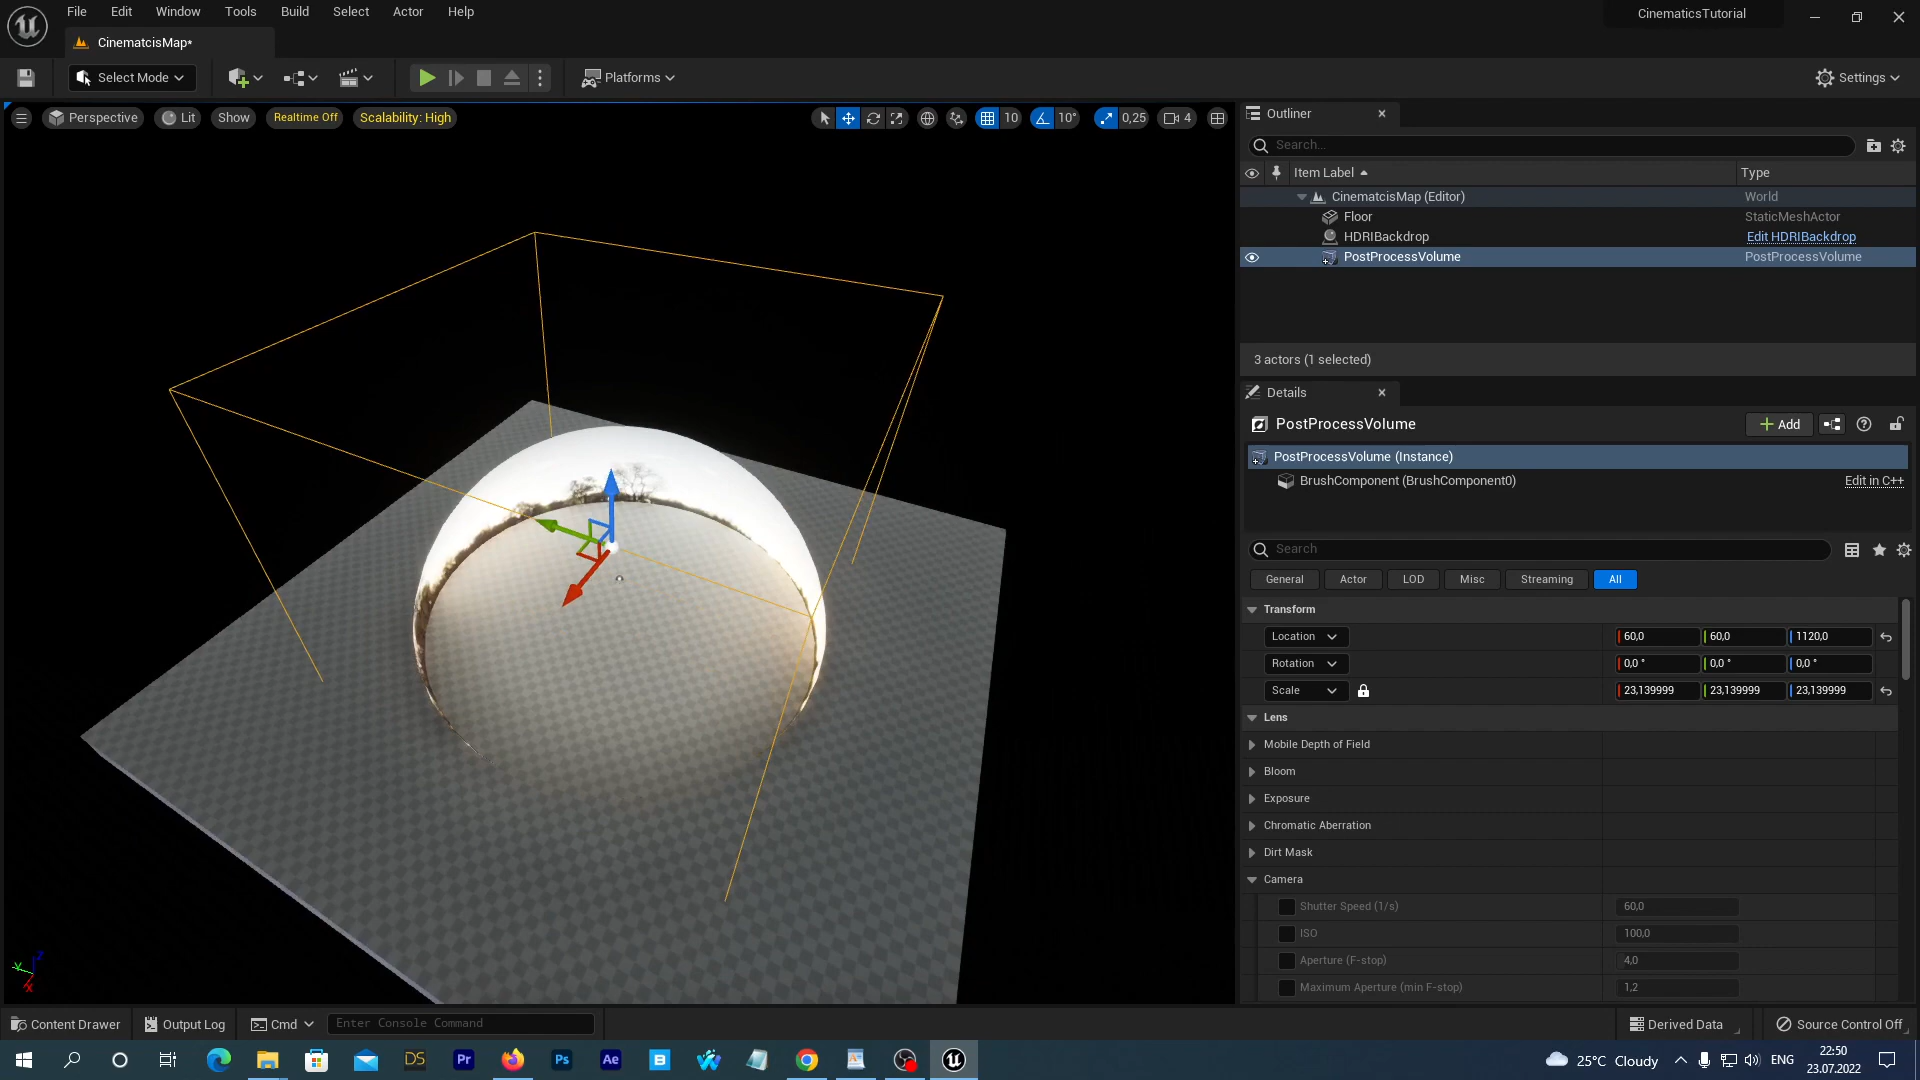 File Edit Window Tools Build Select Actor Help
CinematicsTutorial
CinematcisMap*
Select Mode
Platforms
Settings
Perspective Lit Show Realtime Off Scalability: High
10 10° 0,25 4
Outliner
Search...
Item Label Type
CinematcisMap (Editor) World
Floor StaticMeshActor
HDRIBackdrop Edit HDRIBackdrop
PostProcessVolume PostProcessVolume
3 actors (1 selected)
Details
PostProcessVolume
Add
PostProcessVolume (Instance)
BrushComponent (BrushComponent0) Edit in C++
Search
General Actor LOD Misc Streaming All
Transform
Location 60,0 60,0 1120,0
Rotation 0,0 ° 0,0 ° 0,0 °
Scale 23,139999 23,139999 23,139999
Lens
Mobile Depth of Field
Bloom
Exposure
Chromatic Aberration
Dirt Mask
Camera
Shutter Speed (1/s) 60,0
ISO 100,0
Aperture (F-stop) 4,0
Maximum Aperture (min F-stop) 1,2
Z
Y
X
Content Drawer Output Log Cmd Enter Console Command
Derived Data Source Control Off
DS Pr Ps Ae
25°C Cloudy ENG 22:50
23.07.2022